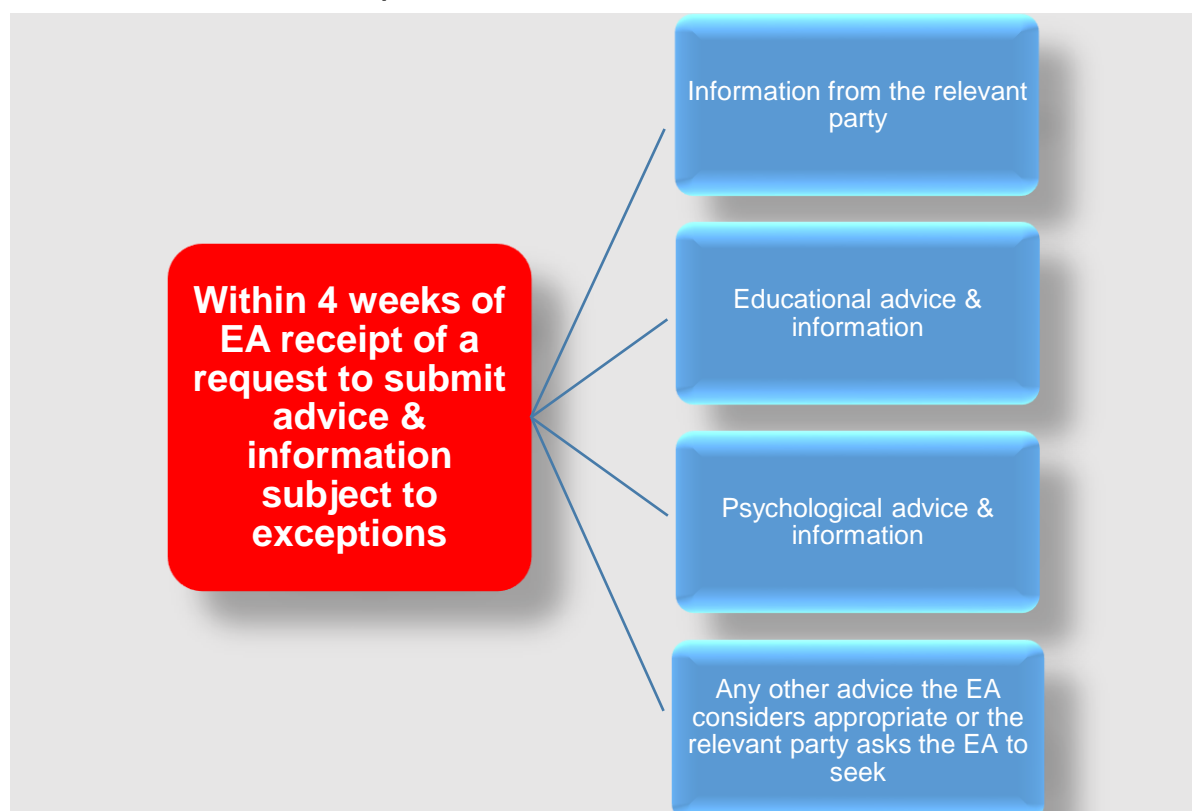 Within 4 weeks of
EA receipt of a
request to submit
advice &
information
subject to
exceptions
Information from the relevant
party
Educational advice &
information
Psychological advice &
information
Any other advice the EA
considers appropriate or the
relevant party asks the EA to
seek